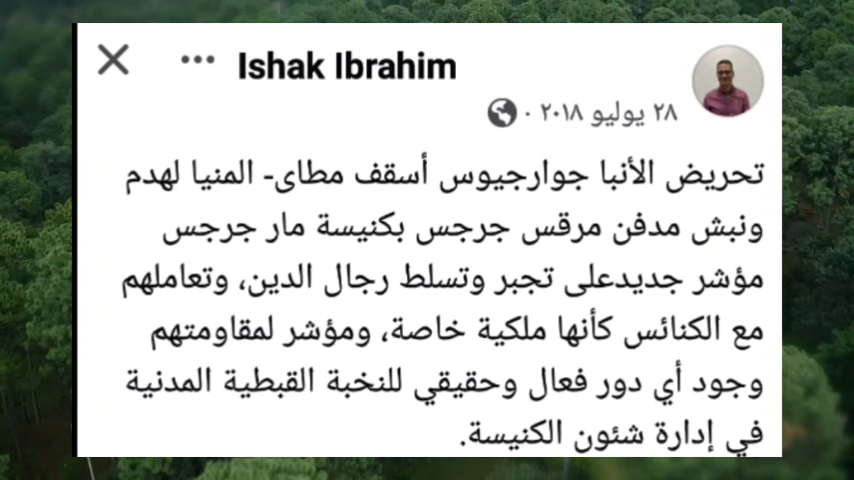 Ishak Ibrahim
٢٨ يوليو ٢٠١٨ ·
تحريض الأنبا جوارجيوس أسقف مطاى- المنيا لهدم
ونبش مدفن مرقس جرجس بكنيسة مار جرجس
مؤشر جديدعلى تجبر وتسلط رجال الدين، وتعاملهم
مع الكنائس كأنها ملكية خاصة، ومؤشر لمقاومتهم
وجود أي دور فعال وحقيقي للنخبة القبطية المدنية
في إدارة شئون الكنيسة.